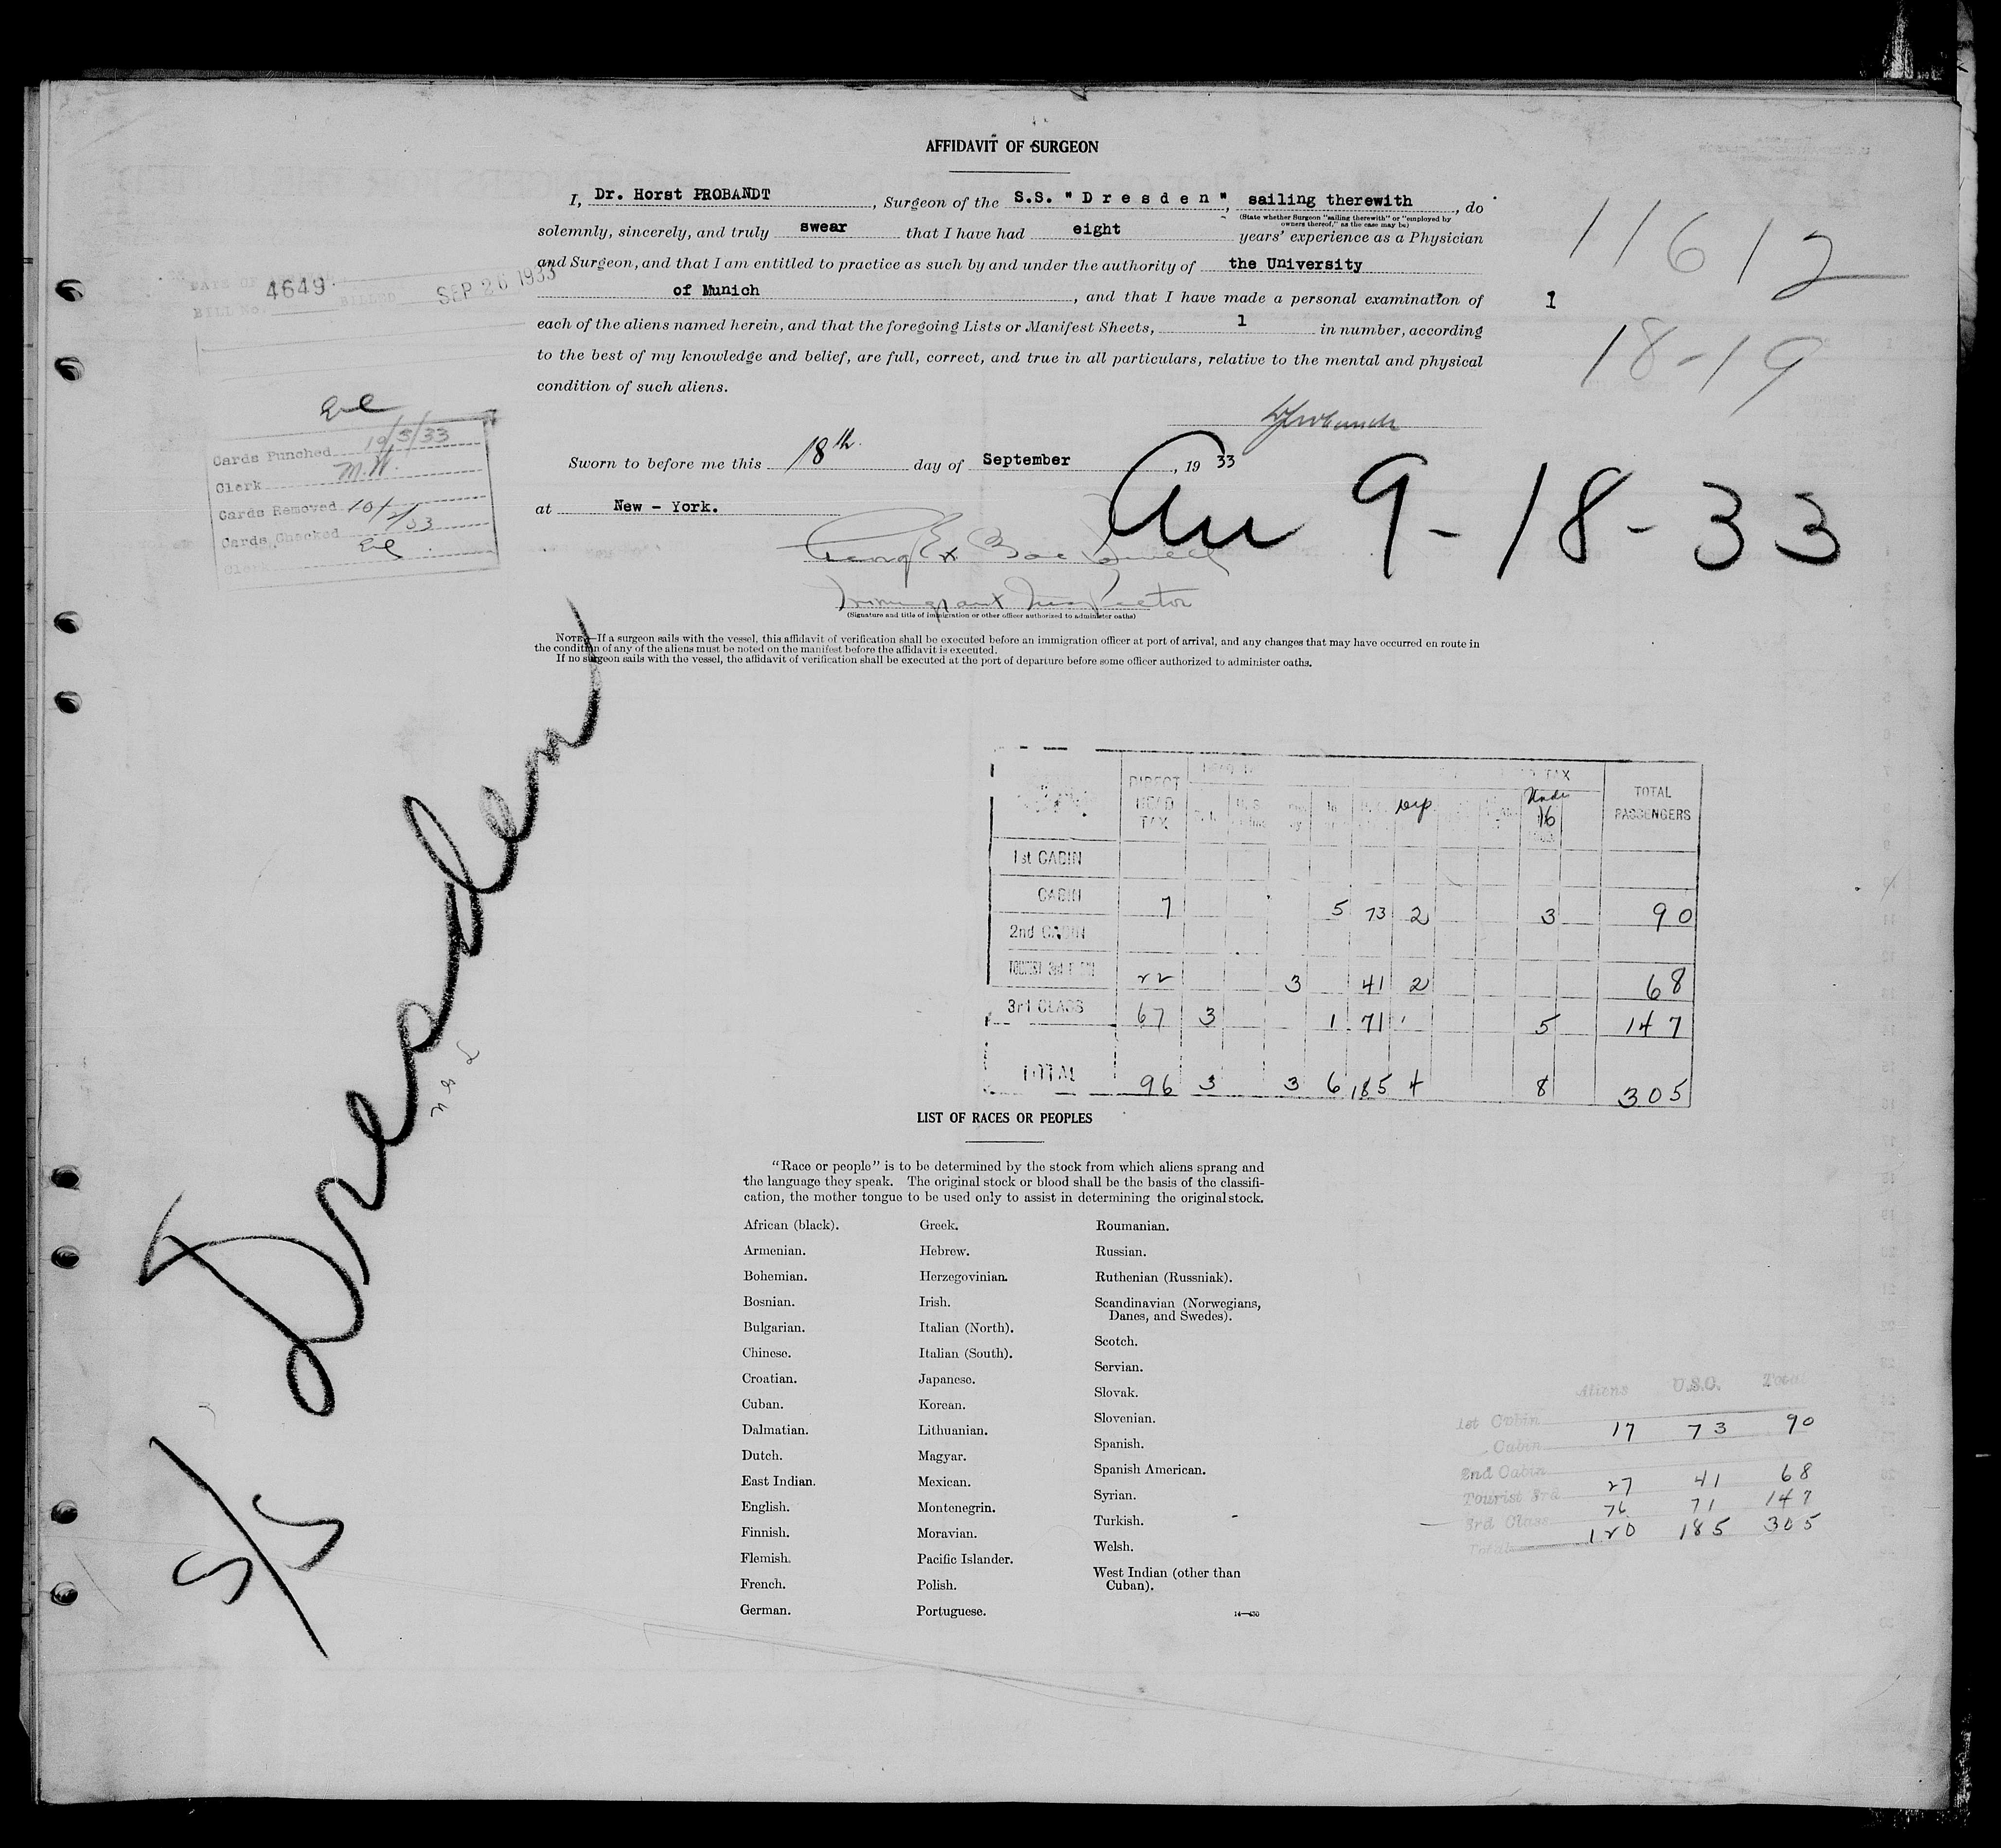 AFFIDAVIT OF SURGEON
I, Dr. Horst PROBANDT, Surgeon of the S.S. "Dresden", sailing therewith, do
(State whether Surgeon "sailing therewith" or "employed by
owners thereof," as the case may be)
solemnly, sincerely, and truly swear that I have had eight years' experience as a Physician
and Surgeon, and that I am entitled to practice as such by and under the authority of the University
of Munich, and that I have made a personal examination of
each of the aliens named herein, and that the foregoing Lists or Manifest Sheets, 1 in number, according
to the best of my knowledge and belief, are full, correct, and true in all particulars, relative to the mental and physical
condition of such aliens.
11612
1
18-19
BILL No. 4649 BILLED SEP 26 1933
Cards Punched 10/3/33
Clerk M.W.
Cards Removed 10/2/33
Cards Checked
Clerk
Sworn to before me this 18th day of September, 1933
at New - York.
Arr 9-18-33
Immigrant Inspector
(Signature and title of immigration or other officer authorized to administer oaths)
NOTE.—If a surgeon sails with the vessel, this affidavit of verification shall be executed before an immigration officer at port of arrival, and any changes that may have occurred en route in
the condition of any of the aliens must be noted on the manifest before the affidavit is executed.
If no surgeon sails with the vessel, the affidavit of verification shall be executed at the port of departure before some officer authorized to administer oaths.
S/S Dresden
DIRECT HEAD TAX TAX TOTAL PASSENGERS
Under 16
1st CABIN
CABIN 7 5 73 2 3 90
2nd CABIN
TOURIST 3rd 22 3 41 2 68
3rd CLASS 67 3 1 71 5 147
TOTAL 96 3 3 6 185 4 8 305
LIST OF RACES OR PEOPLES
"Race or people" is to be determined by the stock from which aliens sprang and
the language they speak. The original stock or blood shall be the basis of the classifi-
cation, the mother tongue to be used only to assist in determining the original stock.
African (black).
Armenian.
Bohemian.
Bosnian.
Bulgarian.
Chinese.
Croatian.
Cuban.
Dalmatian.
Dutch.
East Indian.
English.
Finnish.
Flemish.
French.
German.
Greek.
Hebrew.
Herzegovinian.
Irish.
Italian (North).
Italian (South).
Japanese.
Korean.
Lithuanian.
Magyar.
Mexican.
Montenegrin.
Moravian.
Pacific Islander.
Polish.
Portuguese.
Roumanian.
Russian.
Ruthenian (Russniak).
Scandinavian (Norwegians,
Danes, and Swedes).
Scotch.
Servian.
Slovak.
Slovenian.
Spanish.
Spanish American.
Syrian.
Turkish.
Welsh.
West Indian (other than
Cuban).
14—430
Aliens U.S.C. Total
1st Cabin
Cabin 17 73 90
2nd Cabin
Tourist 3rd 27 41 68
3rd Class 76 71 147
Total 120 185 305